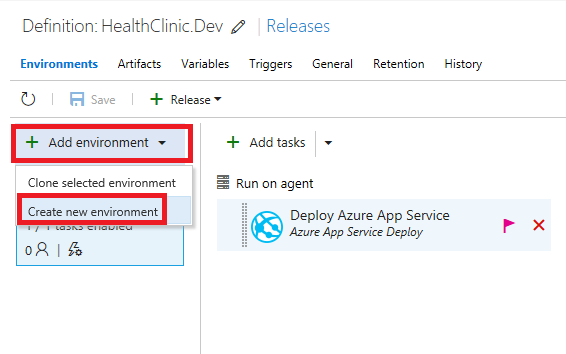 Definition: HealthClinic.Dev | Releases
Environments Artifacts Variables Triggers General Retention History
Save Release
Add environment Add tasks
Clone selected environment Run on agent
Create new environment Deploy Azure App Service
1 / 1 tasks enabled Azure App Service Deploy
0